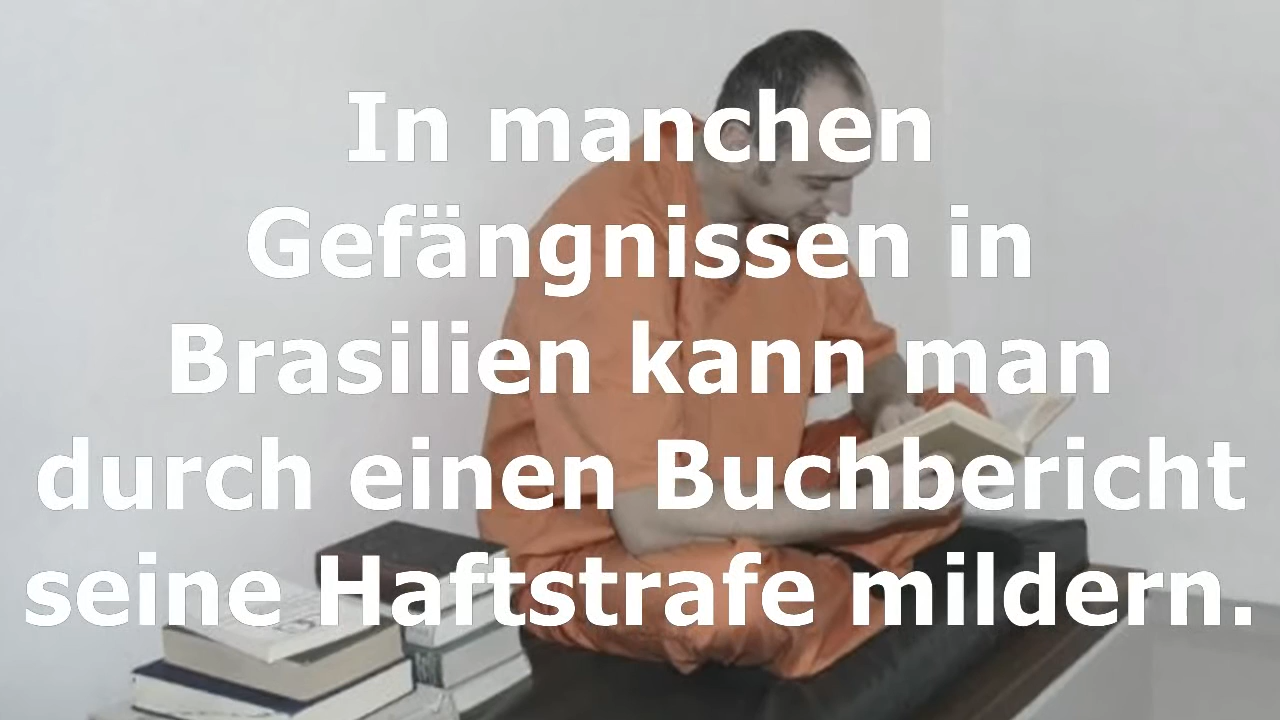 In manchen
Gefängnissen in
Brasilien kann man
durch einen Buchbericht
seine Haftstrafe mildern.